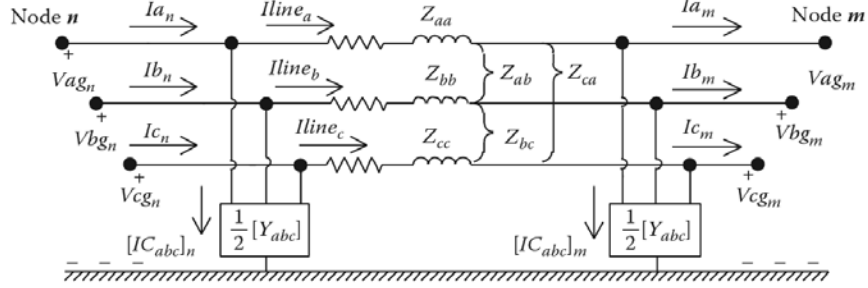 Node n Ia_n Iline_a Z_aa Ia_m Node m
+ +
Vag_n Ib_n Iline_b Z_bb Z_ab Z_ca Ib_m Vag_m
+ +
Vbg_n Ic_n Iline_c Z_cc Z_bc Ic_m Vbg_m
+ +
Vcg_n Vcg_m
[IC_abc]_n 1/2 [Y_abc] [IC_abc]_m 1/2 [Y_abc]
– – – – – –